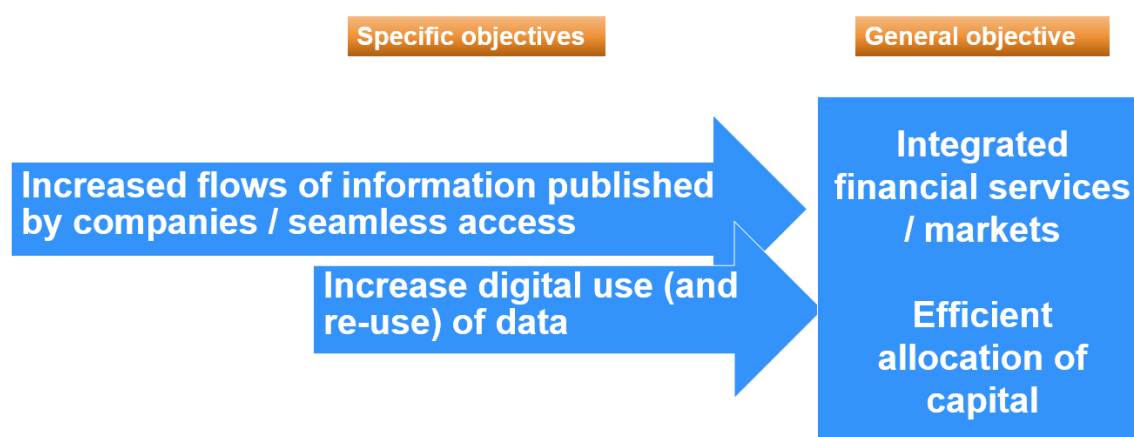 Specific objectives
General objective
Increased flows of information published
by companies / seamless access
Increase digital use (and
re-use) of data
Integrated
financial services
/ markets
Efficient
allocation of
capital